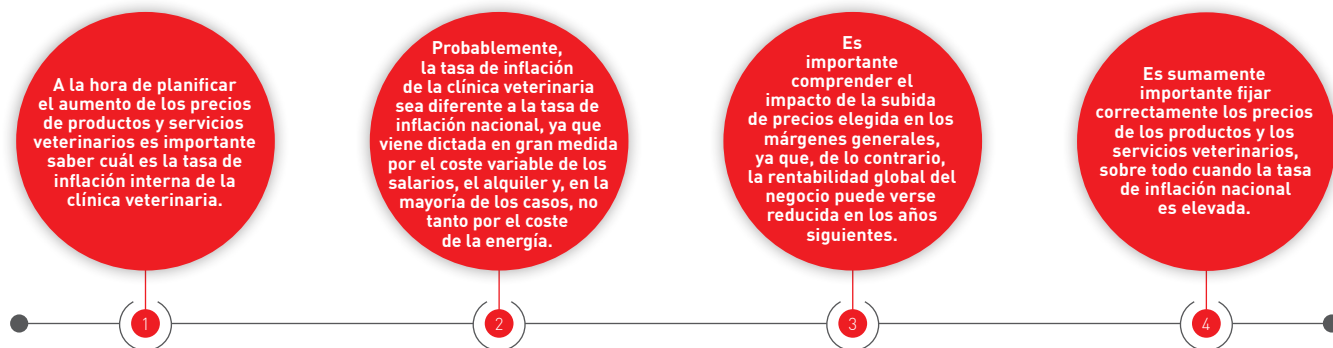 A la hora de planificar
el aumento de los precios
de productos y servicios
veterinarios es importante
saber cuál es la tasa de
inflación interna de la
clínica veterinaria.
Probablemente,
la tasa de inflación
de la clínica veterinaria
sea diferente a la tasa de
inflación nacional, ya que
viene dictada en gran medida
por el coste variable de los
salarios, el alquiler y, en la
mayoría de los casos, no
tanto por el coste
de la energía.
Es
importante
comprender el
impacto de la subida
de precios elegida en los
márgenes generales,
ya que, de lo contrario,
la rentabilidad global del
negocio puede verse
reducida en los años
siguientes.
Es sumamente
importante fijar
correctamente los precios
de los productos y los
servicios veterinarios,
sobre todo cuando la tasa
de inflación nacional
es elevada.
1
2
3
4